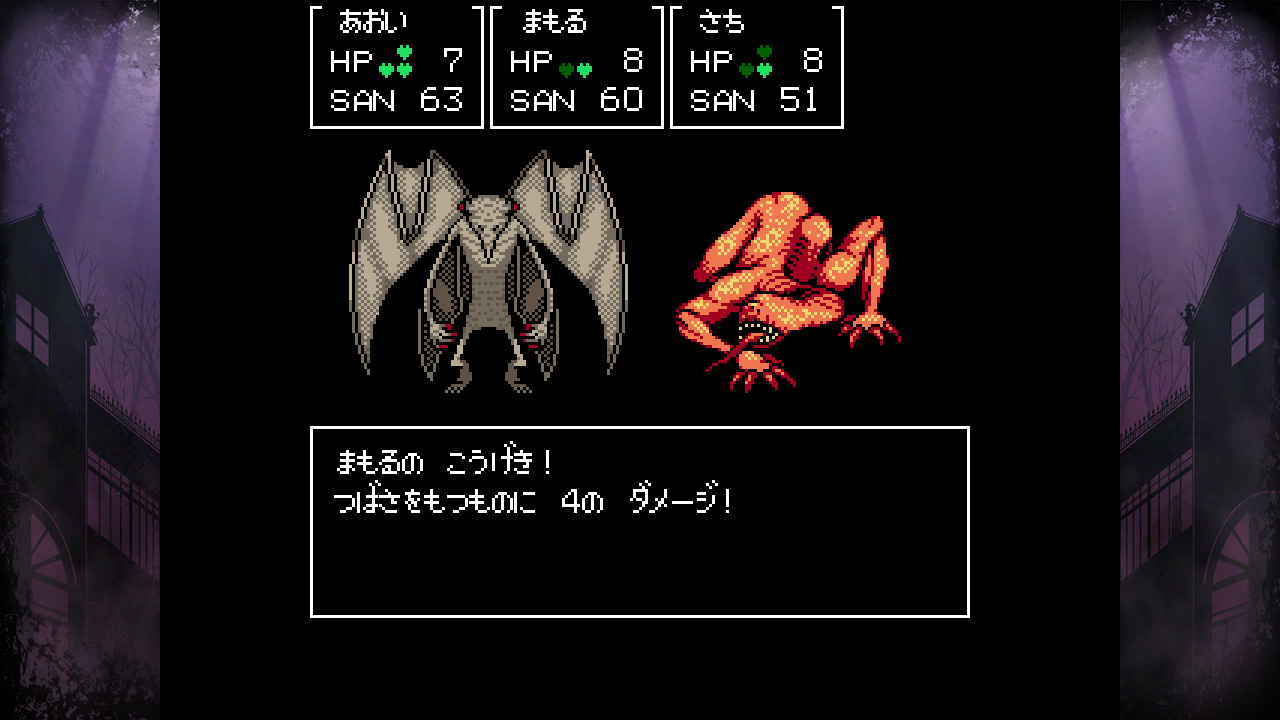 あおい
HP 7
SAN 63
まもる
HP 8
SAN 60
さち
HP 8
SAN 51
まもるの こうげき！
つばさをもつものに 4の ダメージ！